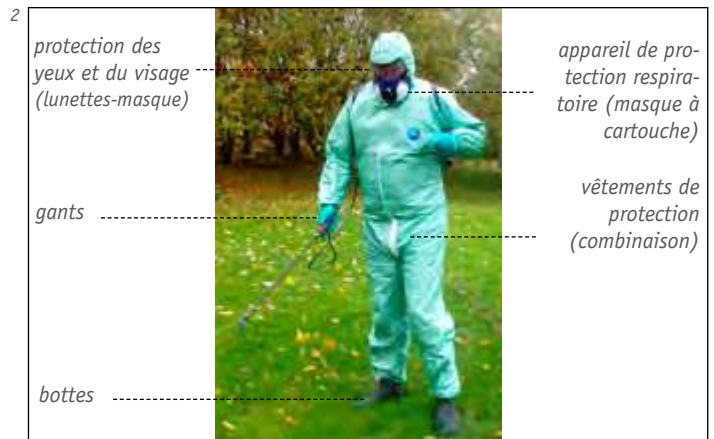 2
protection des
yeux et du visage
(lunettes-masque)
appareil de pro-
tection respira-
toire (masque à
cartouche)
gants
vêtements de
protection
(combinaison)
bottes